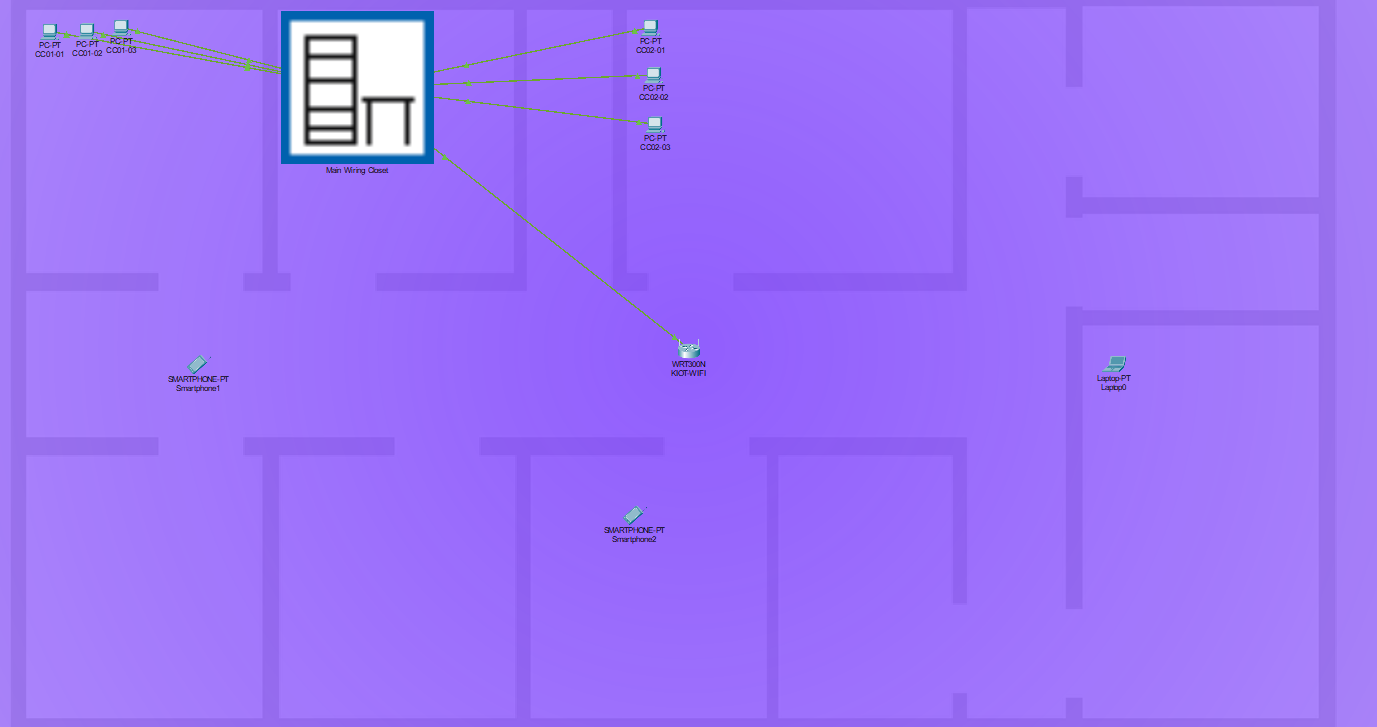 PC-PT
CC01-01
PC-PT
CC01-02
PC-PT
CC01-03
Main Wiring Closet
PC-PT
CC02-01
PC-PT
CC02-02
PC-PT
CC02-03
WRT300N
KIOT-WIFI
SMARTPHONE-PT
Smartphone1
Laptop-PT
Laptop0
SMARTPHONE-PT
Smartphone2